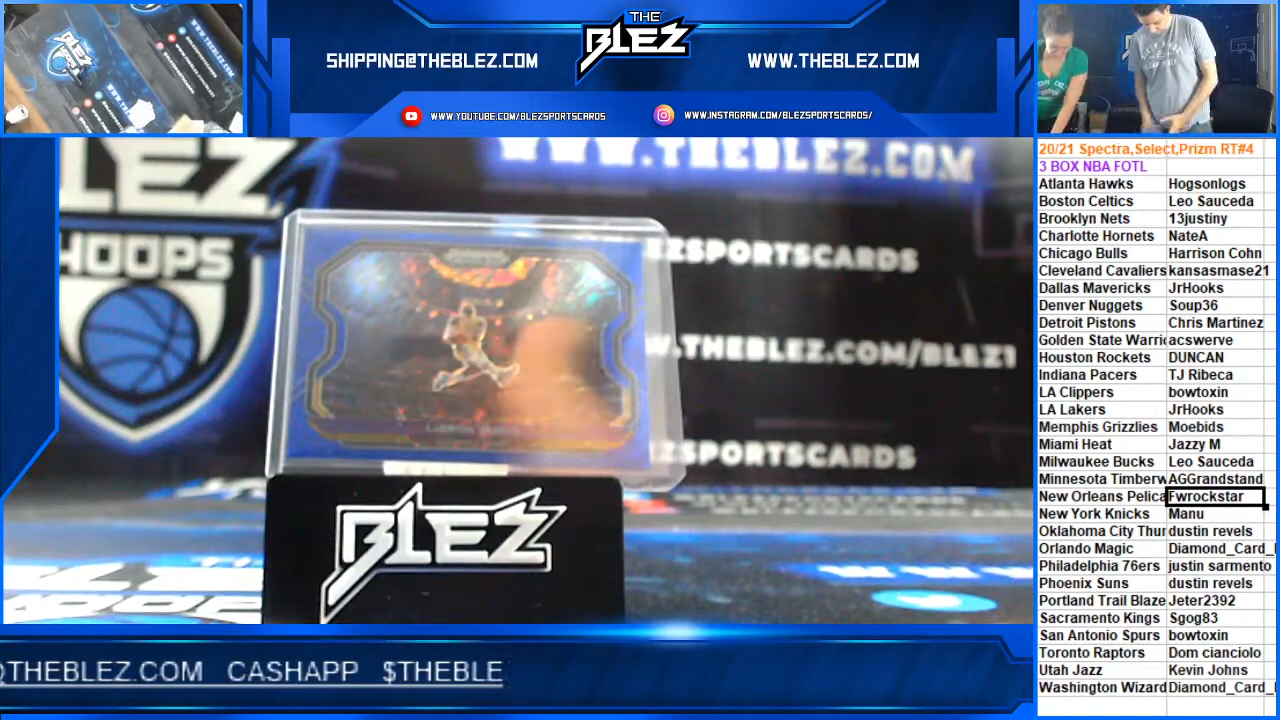 THE
BLEZ
SHIPPING@THEBLEZ.COM
WWW.THEBLEZ.COM
WWW.YOUTUBE.COM/BLEZSPORTSCARDS
WWW.INSTAGRAM.COM/BLEZSPORTSCARDS/
WWW.THEBLEZ.COM
HOOPS
EZSPORTSCARDS
W.THEBLEZ.COM/BLEZ1
ZSPORTSCARDS
BLEZ
@THEBLEZ.COM CASHAPP $THEBLE
20/21 Spectra,Select,Prizm RT#4
3 BOX NBA FOTL
Atlanta Hawks Hogsonlogs
Boston Celtics Leo Sauceda
Brooklyn Nets 13justiny
Charlotte Hornets NateA
Chicago Bulls Harrison Cohn
Cleveland Cavaliers kansasmase21
Dallas Mavericks JrHooks
Denver Nuggets Soup36
Detroit Pistons Chris Martinez
Golden State Warri acswerve
Houston Rockets DUNCAN
Indiana Pacers TJ Ribeca
LA Clippers bowtoxin
LA Lakers JrHooks
Memphis Grizzlies Moebids
Miami Heat Jazzy M
Milwaukee Bucks Leo Sauceda
Minnesota Timberw AGGrandstand
New Orleans Pelica Fwrockstar
New York Knicks Manu
Oklahoma City Thun dustin revels
Orlando Magic Diamond_Card_
Philadelphia 76ers justin sarmento
Phoenix Suns dustin revels
Portland Trail Blaze Jeter2392
Sacramento Kings Sgog83
San Antonio Spurs bowtoxin
Toronto Raptors Dom cianciolo
Utah Jazz Kevin Johns
Washington Wizard Diamond_Card_